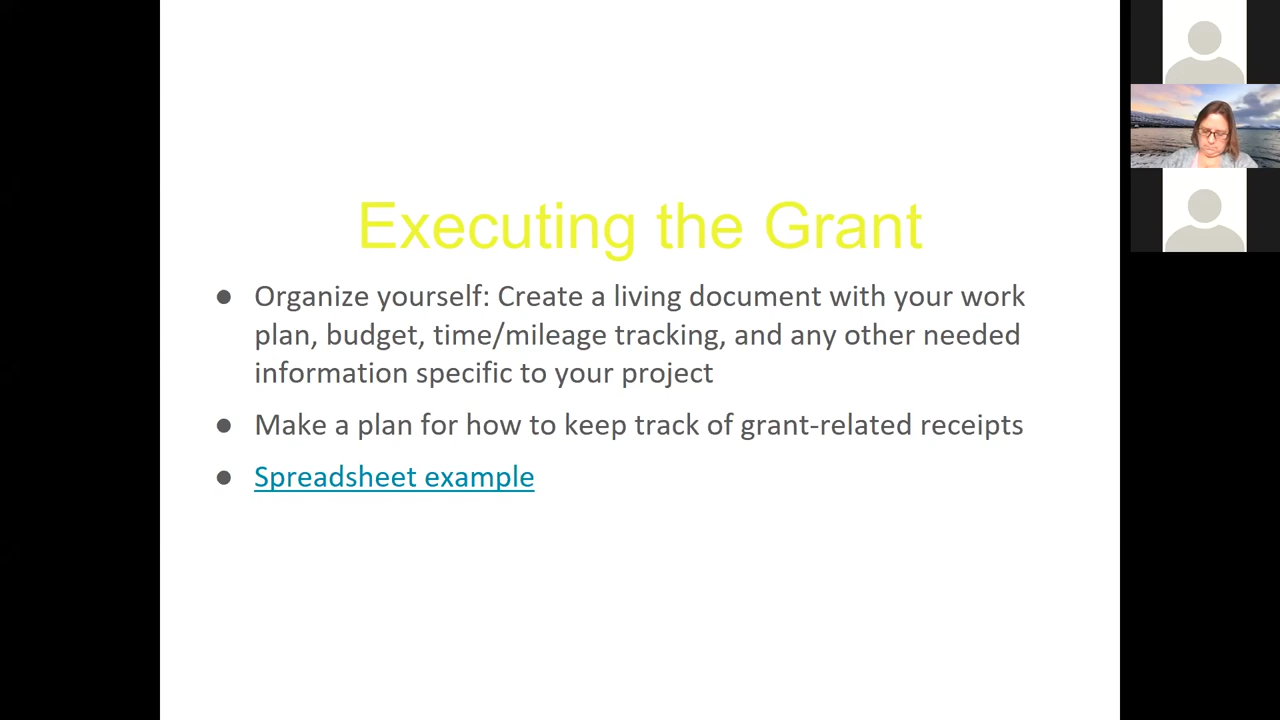 Executing the Grant
● Organize yourself: Create a living document with your work
plan, budget, time/mileage tracking, and any other needed
information specific to your project
● Make a plan for how to keep track of grant-related receipts
● Spreadsheet example